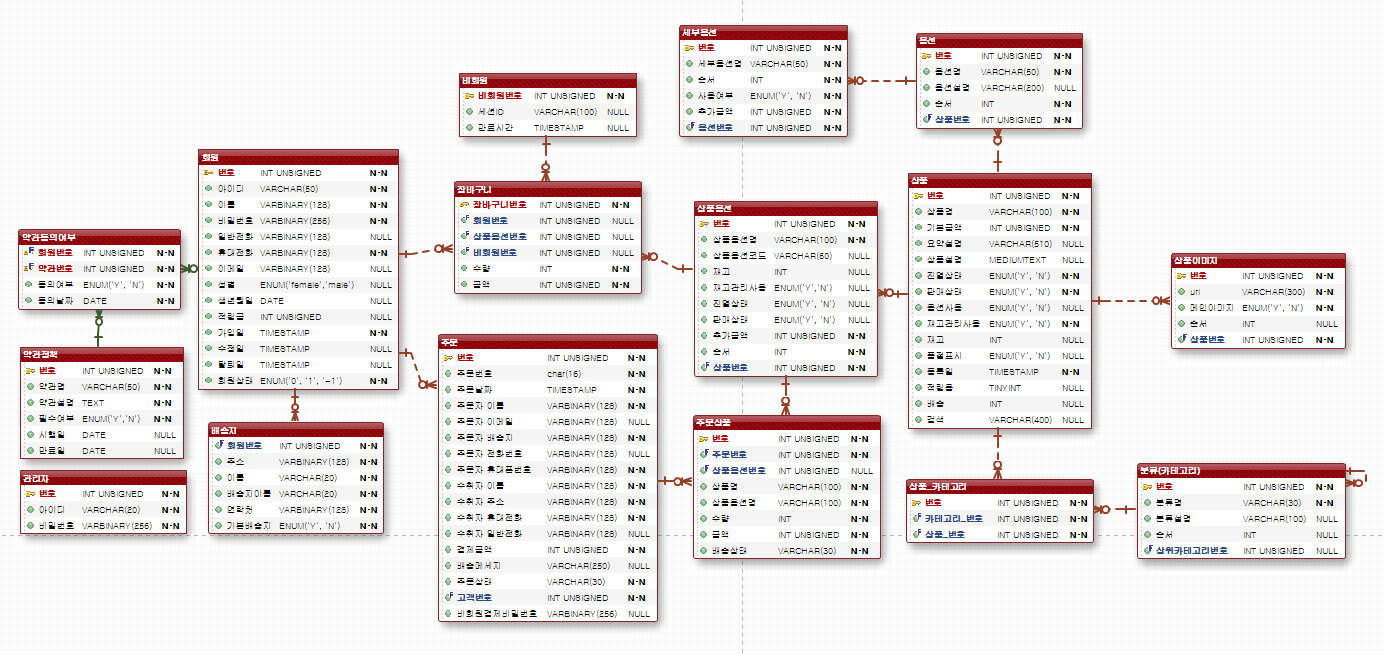 세부옵션
번호 INT UNSIGNED N-N
세부옵션명 VARCHAR(50) N-N
순서 INT N-N
사용여부 ENUM('Y', 'N') N-N
추가금액 INT UNSIGNED N-N
옵션번호 INT UNSIGNED N-N
옵션
번호 INT UNSIGNED N-N
옵션명 VARCHAR(50) N-N
옵션설명 VARCHAR(200) NULL
순서 INT N-N
상품번호 INT UNSIGNED N-N
비회원
비회원번호 INT UNSIGNED N-N
세션ID VARCHAR(100) NULL
만료시간 TIMESTAMP NULL
회원
번호 INT UNSIGNED N-N
아이디 VARCHAR(50) N-N
이름 VARBINARY(128) N-N
비밀번호 VARBINARY(256) N-N
일반전화 VARBINARY(128) NULL
휴대전화 VARBINARY(128) N-N
이메일 VARBINARY(128) NULL
성별 ENUM('female','male') NULL
생년월일 DATE NULL
적립금 INT UNSIGNED NULL
가입일 TIMESTAMP N-N
수정일 TIMESTAMP NULL
탈퇴일 TIMESTAMP NULL
회원상태 ENUM('0', '1', '-1') N-N
장바구니
장바구니번호 INT UNSIGNED N-N
회원번호 INT UNSIGNED NULL
상품옵션번호 INT UNSIGNED NULL
비회원번호 INT UNSIGNED NULL
수량 INT N-N
금액 INT UNSIGNED N-N
상품옵션
번호 INT UNSIGNED N-N
상품옵션명 VARCHAR(100) N-N
상품옵션코드 VARCHAR(60) NULL
재고 INT NULL
재고관리사용 ENUM('Y','N') N-N
진열상태 ENUM('Y', 'N') N-N
판매상태 ENUM('Y', 'N') N-N
추가금액 INT UNSIGNED N-N
순서 INT N-N
상품번호 INT UNSIGNED N-N
상품
번호 INT UNSIGNED N-N
상품명 VARCHAR(100) N-N
기본금액 INT UNSIGNED N-N
요약설명 VARCHAR(510) NULL
상품설명 MEDIUMTEXT NULL
진열상태 ENUM('Y', 'N') N-N
판매상태 ENUM('Y', 'N') N-N
옵션사용 ENUM('Y', 'N') N-N
재고관리사용 ENUM('Y', 'N') N-N
재고 INT NULL
품절표시 ENUM('Y', 'N') N-N
등록일 TIMESTAMP N-N
적립율 TINYINT NULL
배송 INT NULL
검색 VARCHAR(400) NULL
약관동의여부
회원번호 INT UNSIGNED N-N
약관번호 INT UNSIGNED N-N
동의여부 ENUM('Y', 'N') N-N
동의날짜 DATE N-N
상품이미지
번호 INT UNSIGNED N-N
url VARCHAR(300) N-N
메인이미지 ENUM('Y', 'N') N-N
순서 INT NULL
상품번호 INT UNSIGNED N-N
약관정책
번호 INT UNSIGNED N-N
약관명 VARCHAR(50) N-N
약관설명 TEXT N-N
필수여부 ENUM('Y','N') N-N
시행일 DATE NULL
만료일 DATE NULL
주문
번호 INT UNSIGNED N-N
주문번호 char(16) N-N
주문날짜 TIMESTAMP N-N
주문자 이름 VARBINARY(128) N-N
주문자 이메일 VARBINARY(128) NULL
주문자 배송지 VARBINARY(128) N-N
주문자 전화번호 VARBINARY(128) NULL
주문자 휴대폰번호 VARBINARY(128) N-N
수취자 이름 VARBINARY(128) N-N
수취자 주소 VARBINARY(128) N-N
수취자 휴대전화 VARBINARY(128) N-N
수취자 일반전화 VARBINARY(128) NULL
결제금액 INT UNSIGNED N-N
배송메세지 VARCHAR(250) NULL
주문상태 VARCHAR(30) N-N
고객번호 INT UNSIGNED N-N
비회원결제비밀번호 VARBINARY(256) NULL
배송지
회원번호 INT UNSIGNED N-N
주소 VARBINARY(128) N-N
이름 VARCHAR(20) N-N
배송지이름 VARCHAR(20) N-N
연락처 VARBINARY(128) N-N
기본배송지 ENUM('Y', 'N') N-N
주문상품
번호 INT UNSIGNED N-N
주문번호 INT UNSIGNED N-N
상품옵션번호 INT UNSIGNED NULL
상품명 VARCHAR(100) N-N
상품옵션명 VARCHAR(100) N-N
수량 INT N-N
금액 INT UNSIGNED N-N
배송상태 VARCHAR(30) N-N
관리자
번호 INT UNSIGNED N-N
아이디 VARCHAR(20) N-N
비밀번호 VARBINARY(256) N-N
상품_카테고리
번호 INT UNSIGNED N-N
카테고리_번호 INT UNSIGNED N-N
상품_번호 INT UNSIGNED N-N
분류(카테고리)
번호 INT UNSIGNED N-N
분류명 VARCHAR(30) N-N
분류설명 VARCHAR(100) NULL
순서 INT NULL
상위카테고리번호 INT UNSIGNED NULL